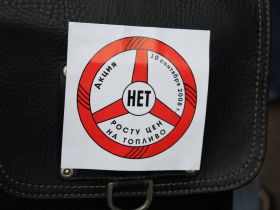 Акция
10 сентября 2008 г.
НЕТ
РОСТУ ЦЕН
НА ТОПЛИВО